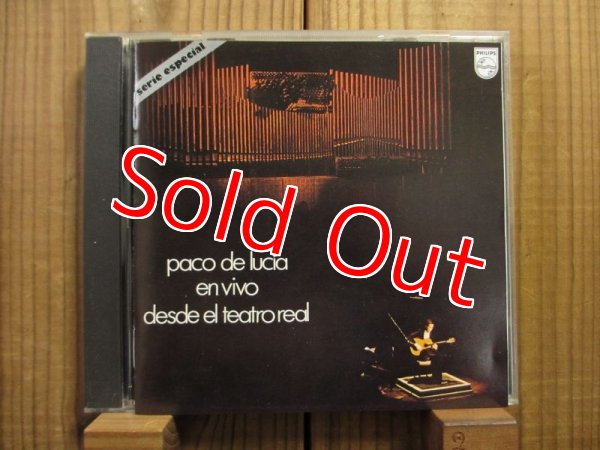 serie especial
PHILIPS
Sold Out
paco de lucia
en vivo
desde el teatro real